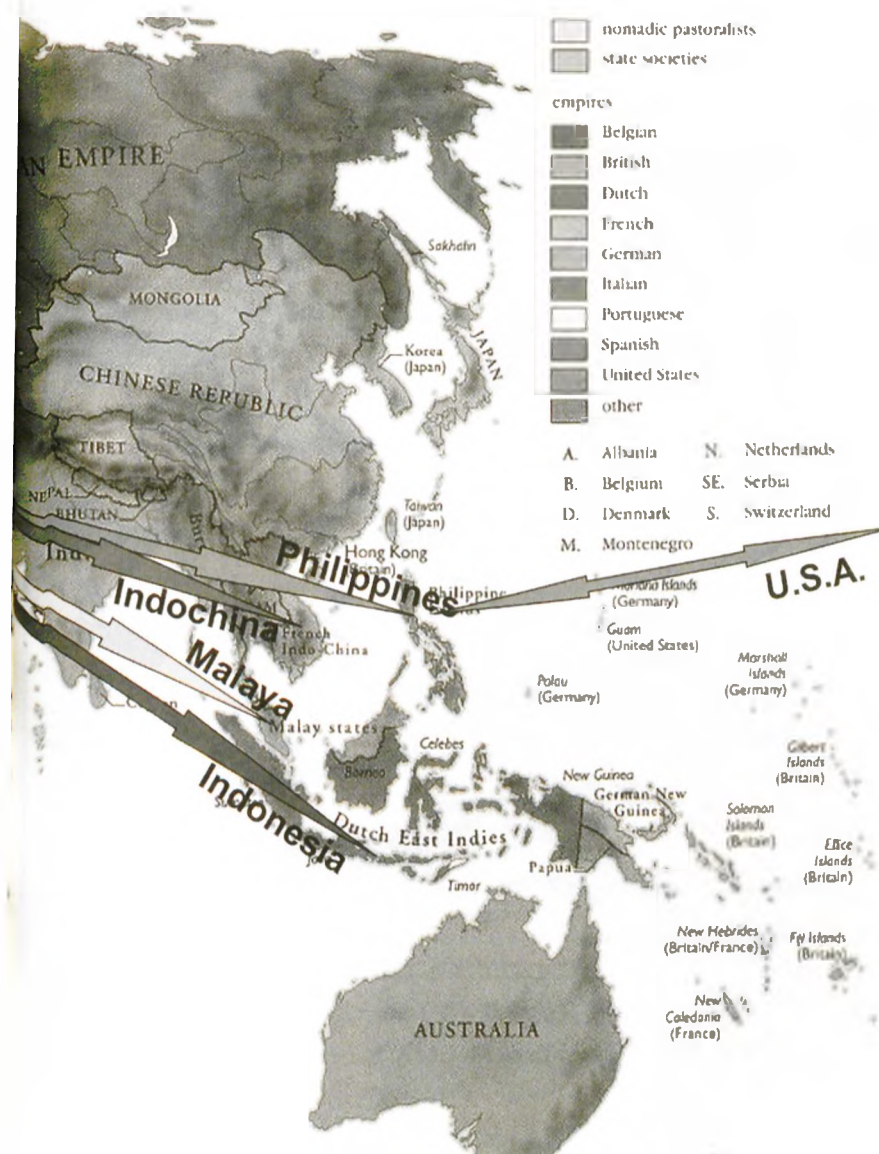 nomadic pastoralists
state societies
empires
Belgian
British
Dutch
French
German
Italian
Portuguese
Spanish
United States
other
A. Albania N. Netherlands
B. Belgium SE. Serbia
D. Denmark S. Switzerland
M. Montenegro
AN EMPIRE
Sakhalin
MONGOLIA
JAPAN
Korea
(Japan)
CHINESE REPUBLIC
TIBET
NEPAL
BHUTAN
Taiwan
(Japan)
Hong Kong
Philippines
U.S.A.
(Germany)
Guam
(United States)
Indochina
French
Indo-China
Malaya
Palau
(Germany)
Marshall
Islands
(Germany)
Malay states
Celebes
Borneo
Gilbert
Islands
(Britain)
New Guinea
German New
Guinea
Solomon
Islands
(Britain)
Indonesia
Dutch East Indies
Ellice
Islands
(Britain)
Papua
Timor
New Hebrides
(Britain/France)
Fiji Islands
(Britain)
New
Caledonia
(France)
AUSTRALIA